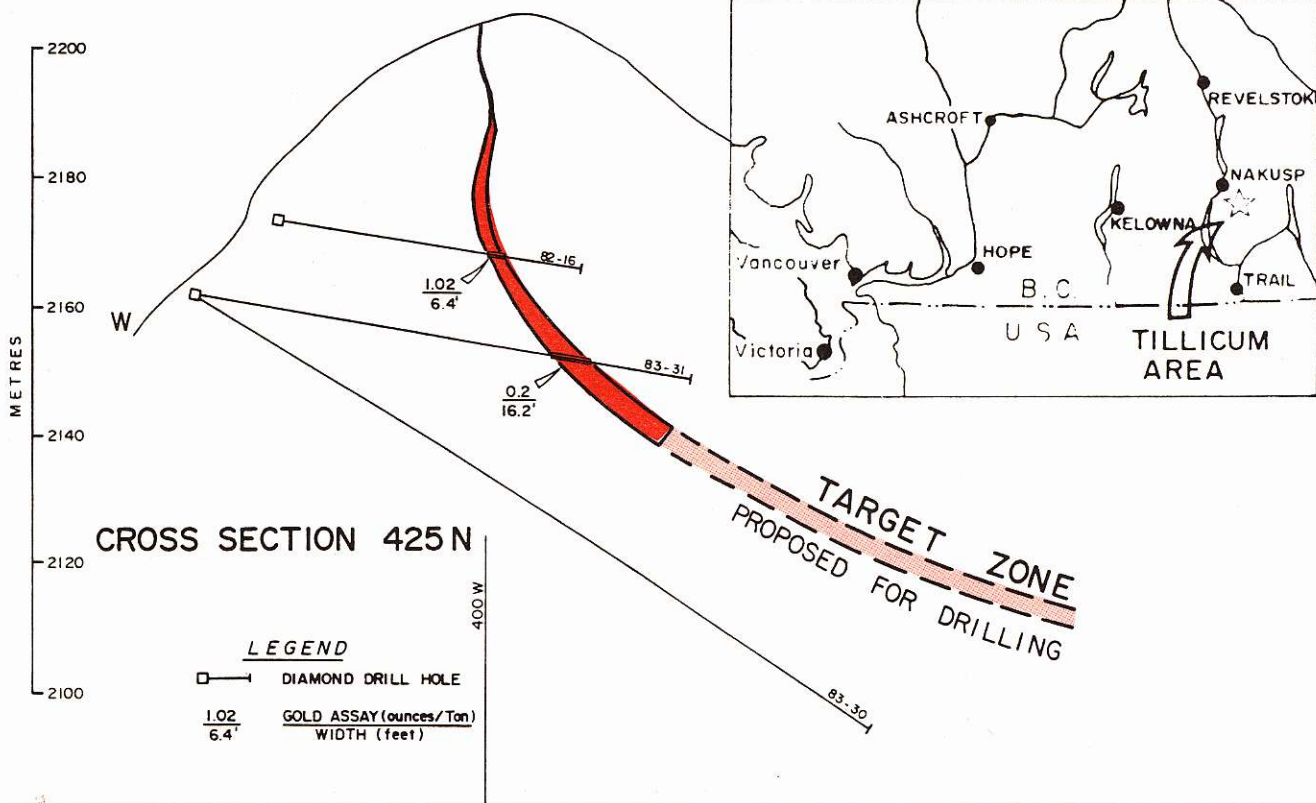 2200
2180
2160
2140
2120
2100
METRES
W
82-16
1.02
6.4'
83-31
0.2
16.2'
83-30
TARGET ZONE
PROPOSED FOR DRILLING
CROSS SECTION 425N
400W
LEGEND
DIAMOND DRILL HOLE
1.02
6.4'
GOLD ASSAY (ounces/Ton)
WIDTH (feet)
REVELSTOK
ASHCROFT
NAKUSP
KELOWNA
Vancouver
HOPE
TRAIL
B.C.
USA
Victoria
TILLICUM
AREA